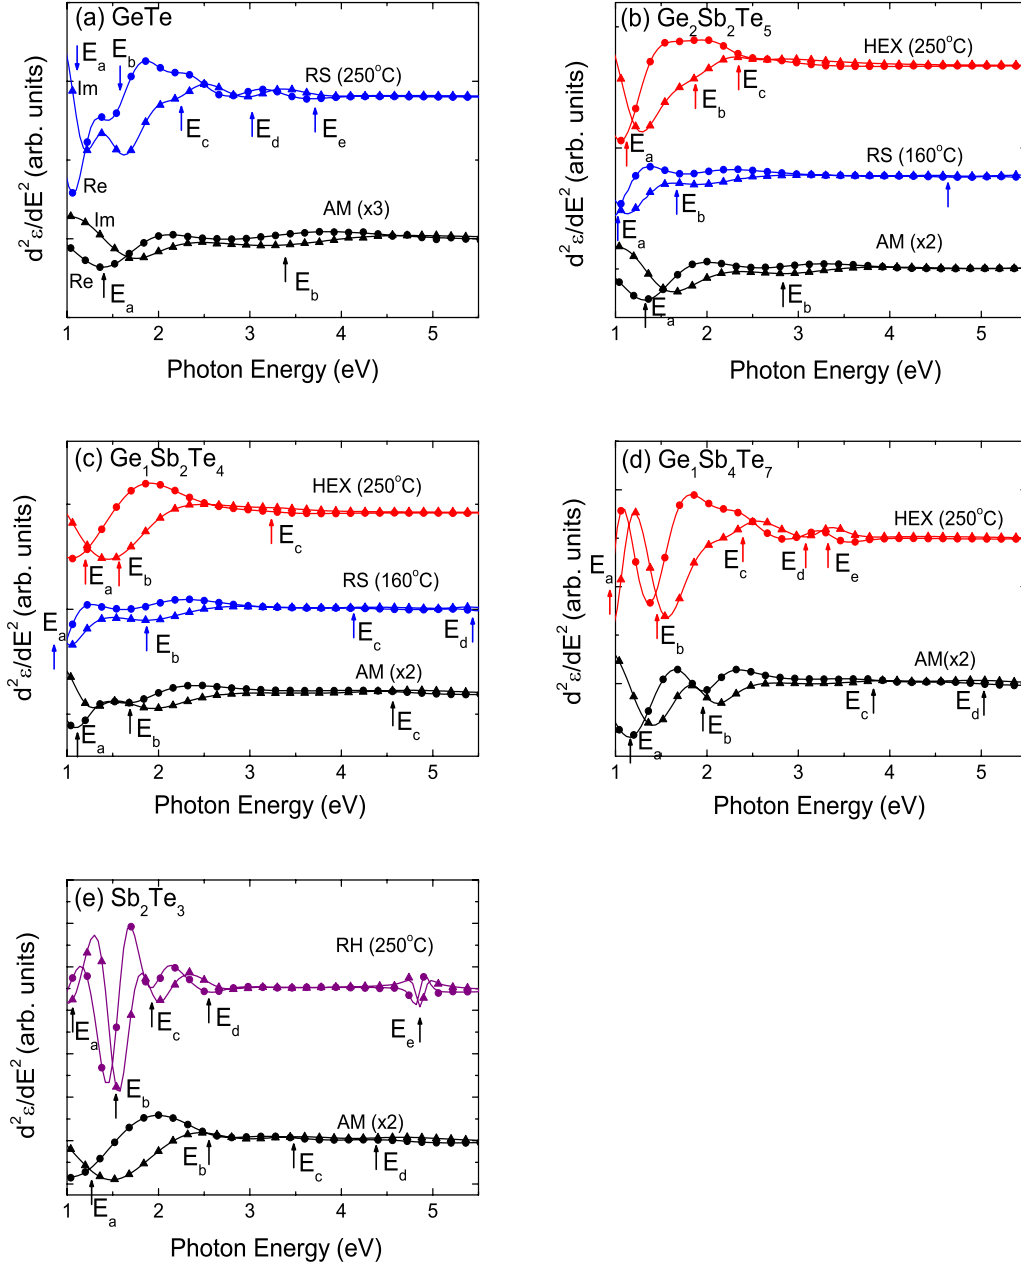 (a) GeTe
E_a E_b
Im
RS (250°C)
E_c E_d E_e
Re
Im
AM (x3)
Re
E_a E_b
d²ε/dE² (arb. units)
1 2 3 4 5
Photon Energy (eV)
(b) Ge₂Sb₂Te₅
HEX (250°C)
E_c
E_b
E_a
RS (160°C)
E_b
E_a
AM (x2)
E_a E_b
d²ε/dE² (arb. units)
1 2 3 4 5
Photon Energy (eV)
(c) Ge₁Sb₂Te₄
HEX (250°C)
E_c
E_a E_b
RS (160°C)
E_a
E_b E_c E_d
AM (x2)
E_a E_b E_c
d²ε/dE² (arb. units)
1 2 3 4 5
Photon Energy (eV)
(d) Ge₁Sb₄Te₇
HEX (250°C)
E_c E_d E_e
E_a
E_b
AM(x2)
E_a E_b E_c E_d
d²ε/dE² (arb. units)
1 2 3 4 5
Photon Energy (eV)
(e) Sb₂Te₃
RH (250°C)
E_a E_c E_d E_e
E_b
AM (x2)
E_b E_c E_d
E_a
d²ε/dE² (arb. units)
1 2 3 4 5
Photon Energy (eV)